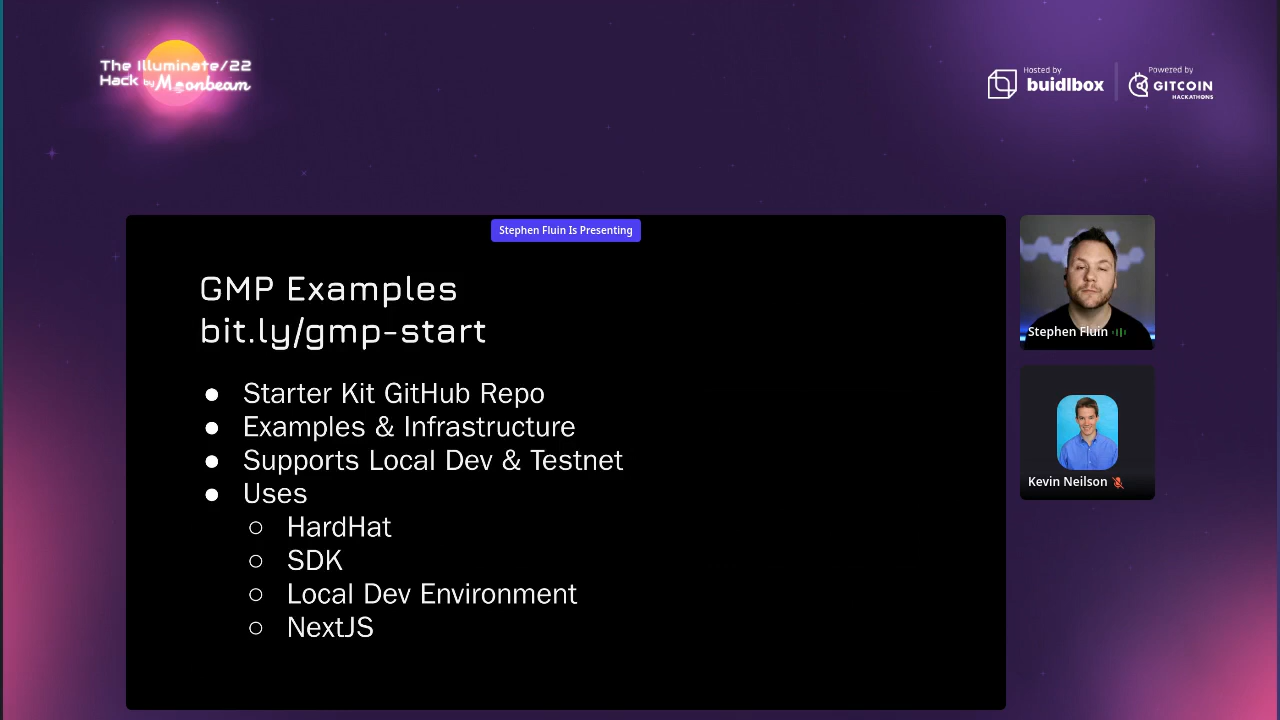 The Illuminate/22
Hack by Moonbeam
Hosted by
buidlbox
Powered by
GITCOIN
HACKATHONS
Stephen Fluin Is Presenting
GMP Examples
bit.ly/gmp-start
● Starter Kit GitHub Repo
● Examples & Infrastructure
● Supports Local Dev & Testnet
● Uses
○ HardHat
○ SDK
○ Local Dev Environment
○ NextJS
Stephen Fluin
Kevin Neilson